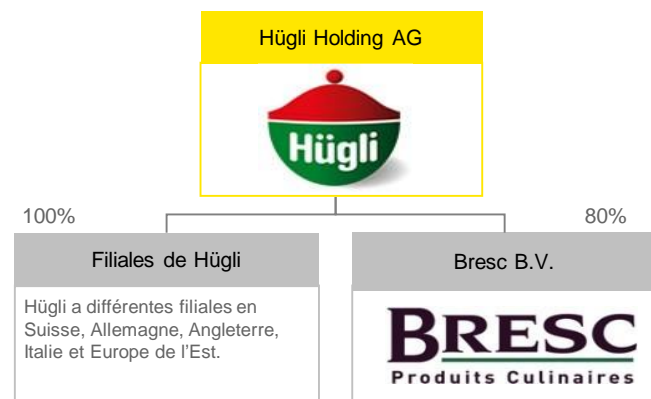 Hügli Holding AG
Hügli
100%
80%
Filiales de Hügli
Bresc B.V.
Hügli a différentes filiales en
Suisse, Allemagne, Angleterre,
Italie et Europe de l'Est.
BRESC
Produits Culinaires